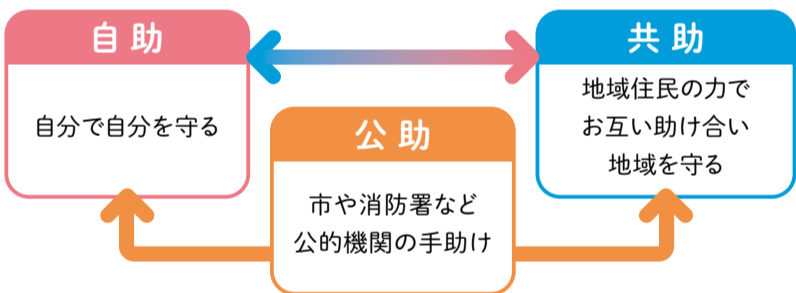 自助
自分で自分を守る
共助
地域住民の力で
お互い助け合い
地域を守る
公助
市や消防署など
公的機関の手助け